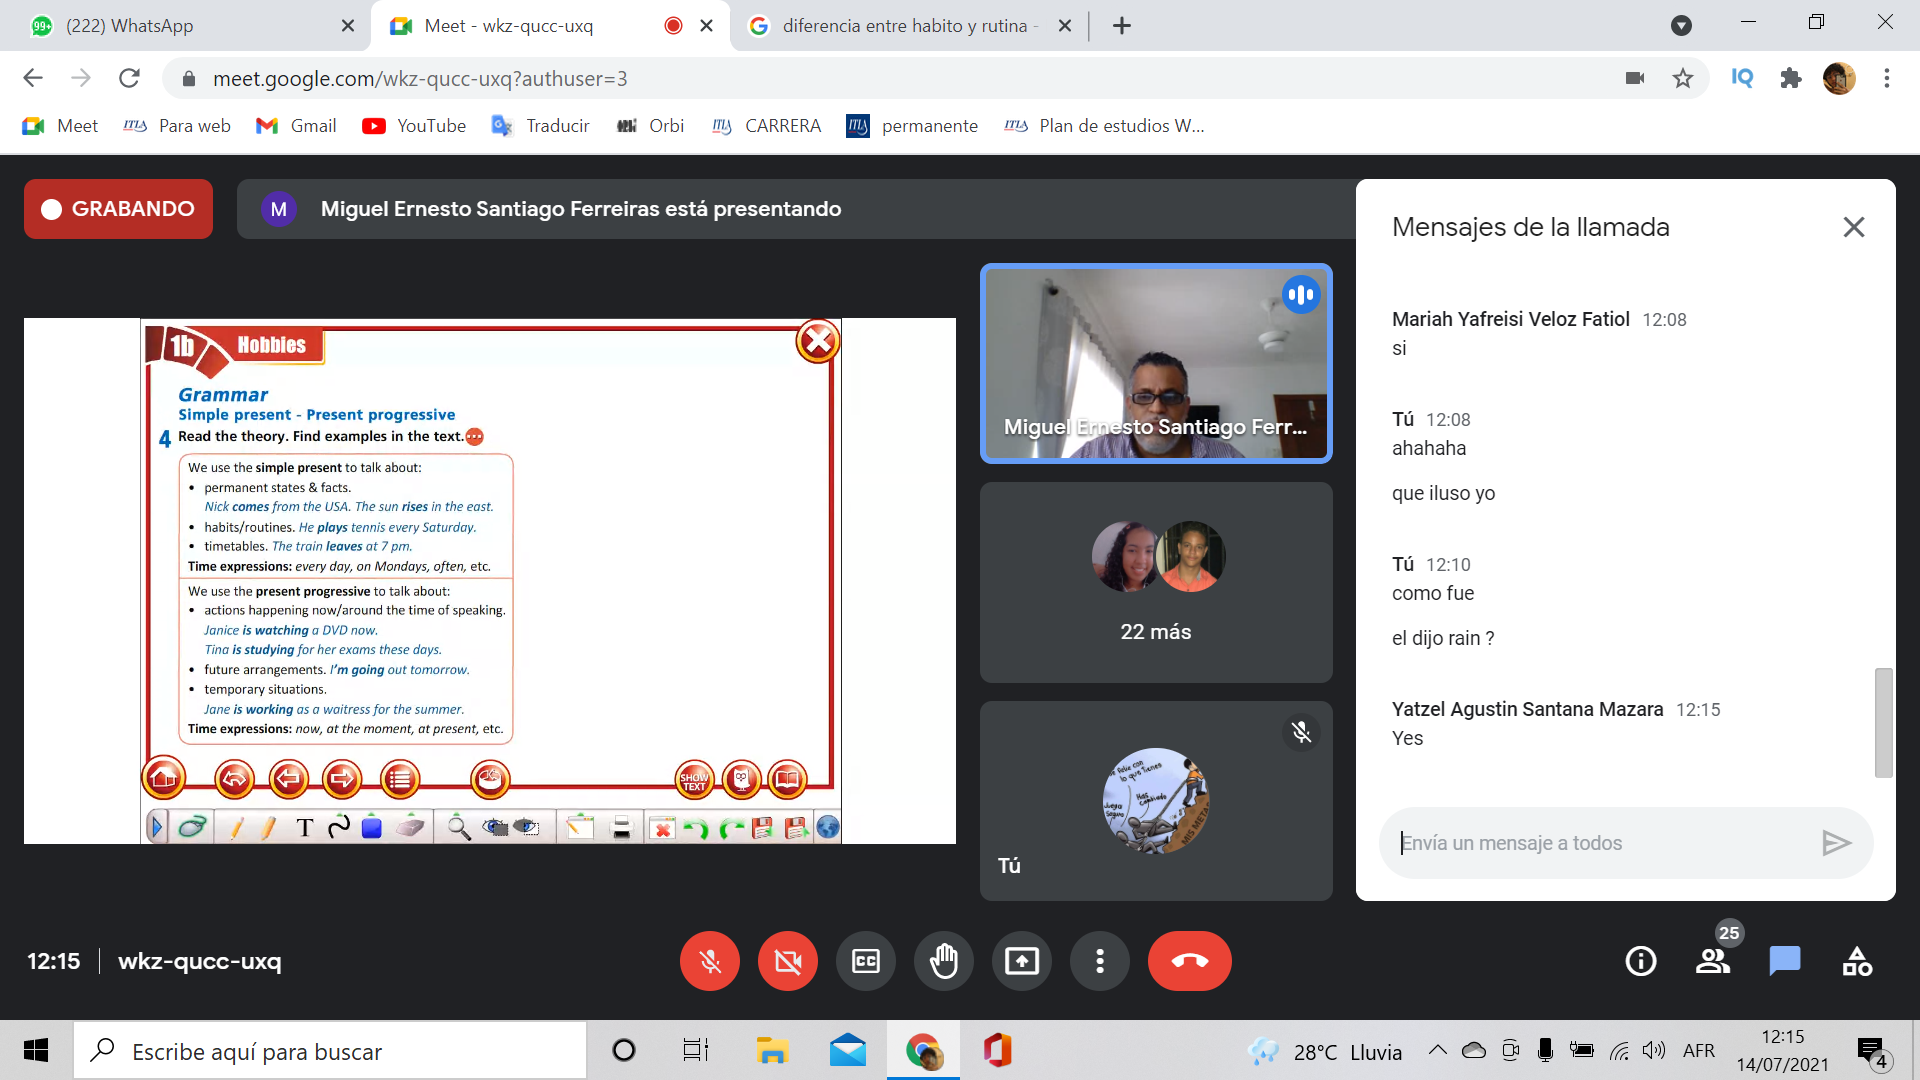 (222) WhatsApp
Meet - wkz-qucc-uxq
diferencia entre habito y rutina -
meet.google.com/wkz-qucc-uxq?authuser=3
Meet
Para web
Gmail
YouTube
Traducir
Orbi
CARRERA
permanente
Plan de estudios W...
GRABANDO
M
Miguel Ernesto Santiago Ferreiras está presentando
1b
Hobbies
Grammar
Simple present - Present progressive
4 Read the theory. Find examples in the text.
We use the simple present to talk about:
• permanent states & facts.
Nick comes from the USA. The sun rises in the east.
• habits/routines. He plays tennis every Saturday.
• timetables. The train leaves at 7 pm.
Time expressions: every day, on Mondays, often, etc.
We use the present progressive to talk about:
• actions happening now/around the time of speaking.
Janice is watching a DVD now.
Tina is studying for her exams these days.
• future arrangements. I'm going out tomorrow.
• temporary situations.
Jane is working as a waitress for the summer.
Time expressions: now, at the moment, at present, etc.
SHOW
TEXT
T
Miguel Ernesto Santiago Ferr...
22 más
Tú
Mensajes de la llamada
Mariah Yafreisi Veloz Fatiol 12:08
si
Tú 12:08
ahahaha
que iluso yo
Tú 12:10
como fue
el dijo rain ?
Yatzel Agustin Santana Mazara 12:15
Yes
Envía un mensaje a todos
12:15
wkz-qucc-uxq
CC
25
Escribe aquí para buscar
28°C Lluvia
AFR
12:15
14/07/2021
4